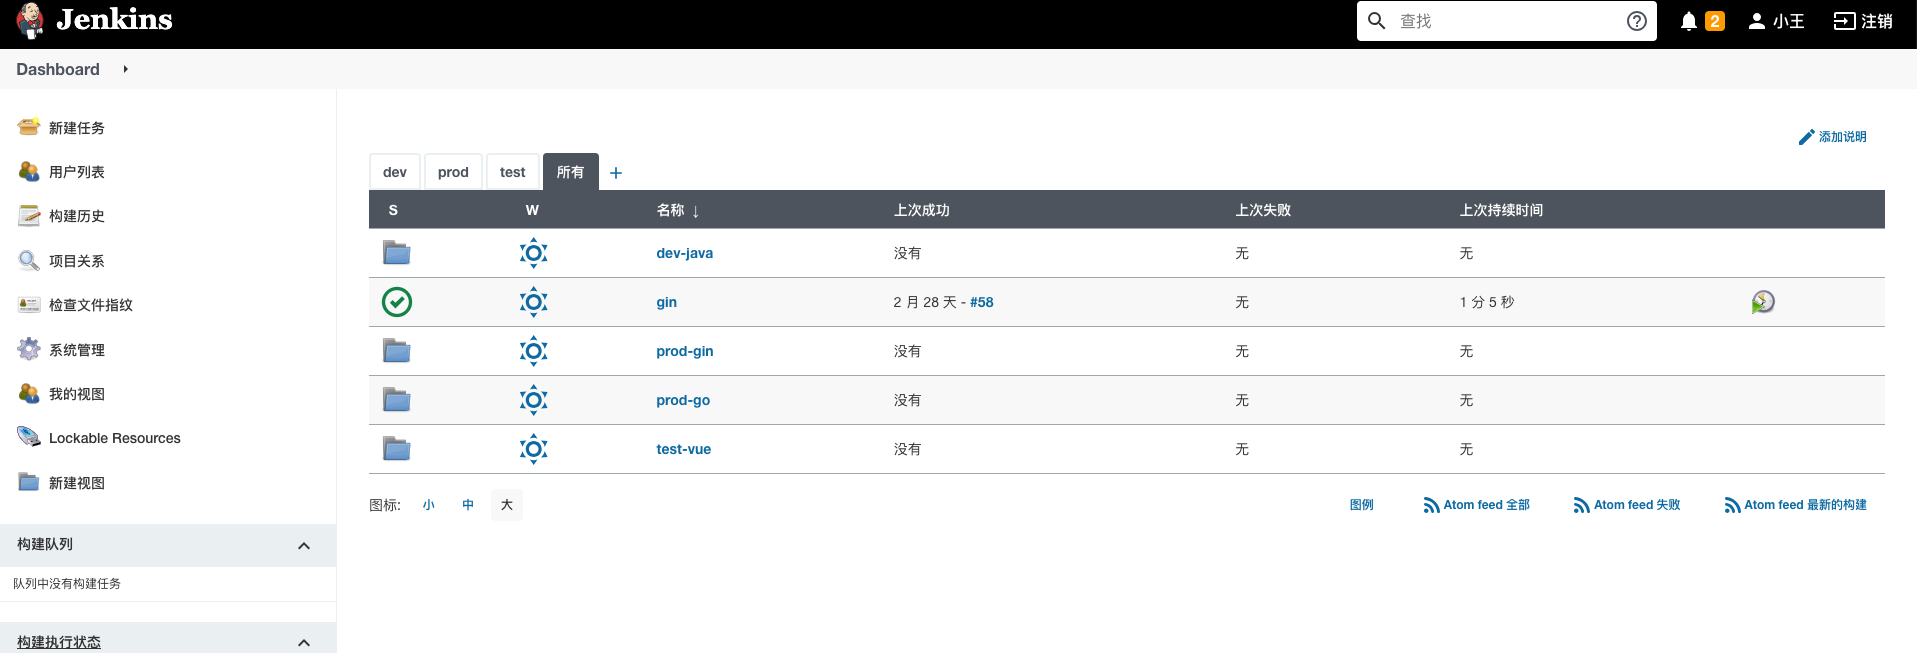 Jenkins
查找
2
小王
注销
Dashboard
新建任务
用户列表
构建历史
项目关系
检查文件指纹
系统管理
我的视图
Lockable Resources
新建视图
构建队列
队列中没有构建任务
构建执行状态
添加说明
dev prod test 所有 +
S W 名称 ↓ 上次成功 上次失败 上次持续时间
dev-java 没有 无 无
gin 2 月 28 天 - #58 无 1 分 5 秒
prod-gin 没有 无 无
prod-go 没有 无 无
test-vue 没有 无 无
图标: 小 中 大
图例 Atom feed 全部 Atom feed 失败 Atom feed 最新的构建